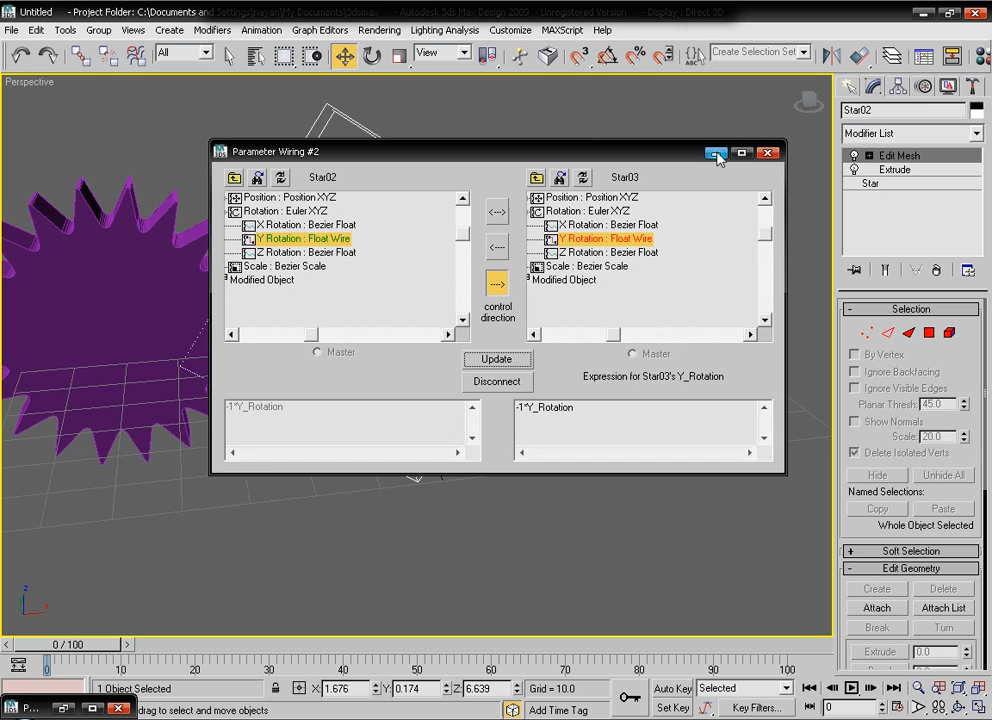 Untitled - Project Folder: C:\Documents and Settings\nayan\My Documents\3dsmax - Autodesk 3ds Max Design 2009 - Unregistered Version - Display : Direct 3D
File Edit Tools Group Views Create Modifiers Animation Graph Editors Rendering Lighting Analysis Customize MAXScript Help
All View Create Selection Set
Perspective
Star02
Modifier List
Edit Mesh
Extrude
Star
Parameter Wiring #2
Star02 Star03
Position : Position XYZ Position : Position XYZ
Rotation : Euler XYZ Rotation : Euler XYZ
X Rotation : Bezier Float X Rotation : Bezier Float
Y Rotation : Float Wire Y Rotation : Float Wire
Z Rotation : Bezier Float Z Rotation : Bezier Float
Scale : Bezier Scale Scale : Bezier Scale
Modified Object Modified Object
<--->
<----
---->
control
direction
Master Master
Update
Disconnect
Expression for Star03's Y_Rotation
-1*Y_Rotation -1*Y_Rotation
- Selection
By Vertex
Ignore Backfacing
Ignore Visible Edges
Planar Thresh: 45.0
Show Normals
Scale: 20.0
Delete Isolated Verts
Hide Unhide All
Named Selections:
Copy Paste
Whole Object Selected
+ Soft Selection
- Edit Geometry
Create Delete
Attach Attach List
Break Turn
Extrude 0.0
z
x
< 0 / 100 >
0 10 20 30 40 50 60 70 80 90 100
1 Object Selected X: 1.676 Y: 0.174 Z: 6.639 Grid = 10.0 Auto Key Selected
P... drag to select and move objects Add Time Tag Set Key Key Filters... 0